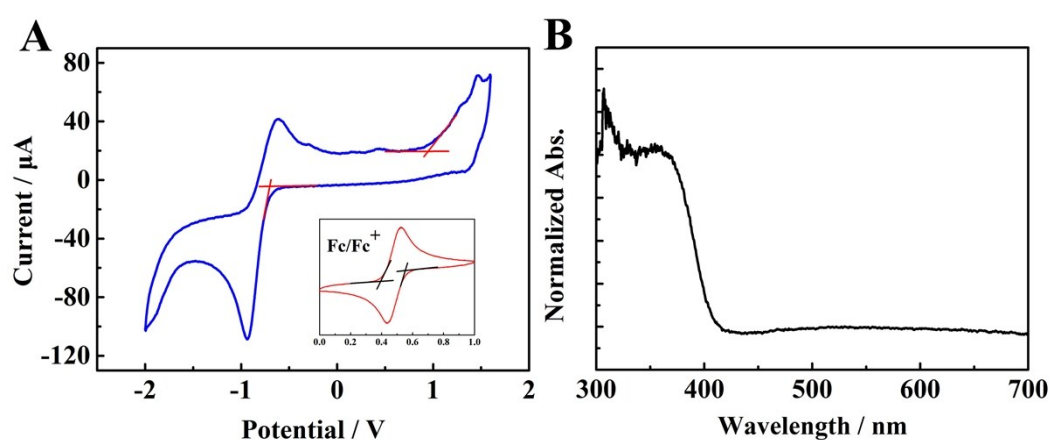 A
80
40
0
-40
-80
-120
Current / µA
-2 -1 0 1 2
Potential / V
Fc/Fc+
0.0 0.2 0.4 0.6 0.8 1.0
B
Normalized Abs.
300 400 500 600 700
Wavelength / nm